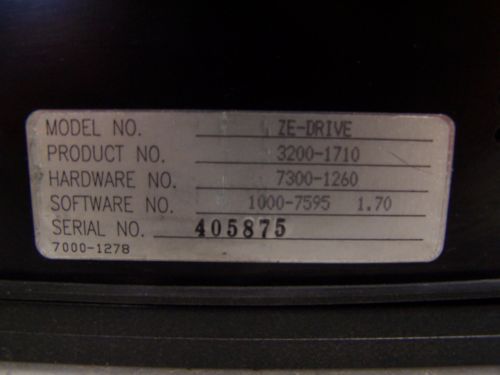 MODEL NO. ZE-DRIVE
PRODUCT NO. 3200-1710
HARDWARE NO. 7300-1260
SOFTWARE NO. 1000-7595 1.70
SERIAL NO. 405875
7000-1278